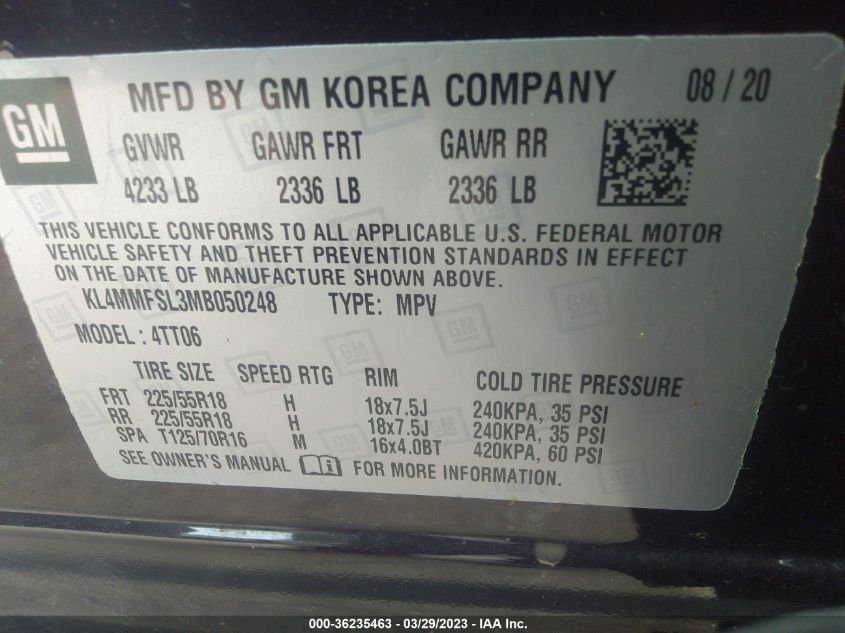 GM MFD BY GM KOREA COMPANY 08 / 20
GVWR GAWR FRT GAWR RR
4233 LB 2336 LB 2336 LB
THIS VEHICLE CONFORMS TO ALL APPLICABLE U.S. FEDERAL MOTOR
VEHICLE SAFETY AND THEFT PREVENTION STANDARDS IN EFFECT
ON THE DATE OF MANUFACTURE SHOWN ABOVE.
KL4MMFSL3MB050248 TYPE: MPV
MODEL : 4TT06
TIRE SIZE SPEED RTG RIM COLD TIRE PRESSURE
FRT 225/55R18 H 18x7.5J 240KPA, 35 PSI
RR 225/55R18 H 18x7.5J 240KPA, 35 PSI
SPA T125/70R16 M 16x4.0BT 420KPA, 60 PSI
SEE OWNER'S MANUAL FOR MORE INFORMATION.
000-36235463 - 03/29/2023 - IAA Inc.